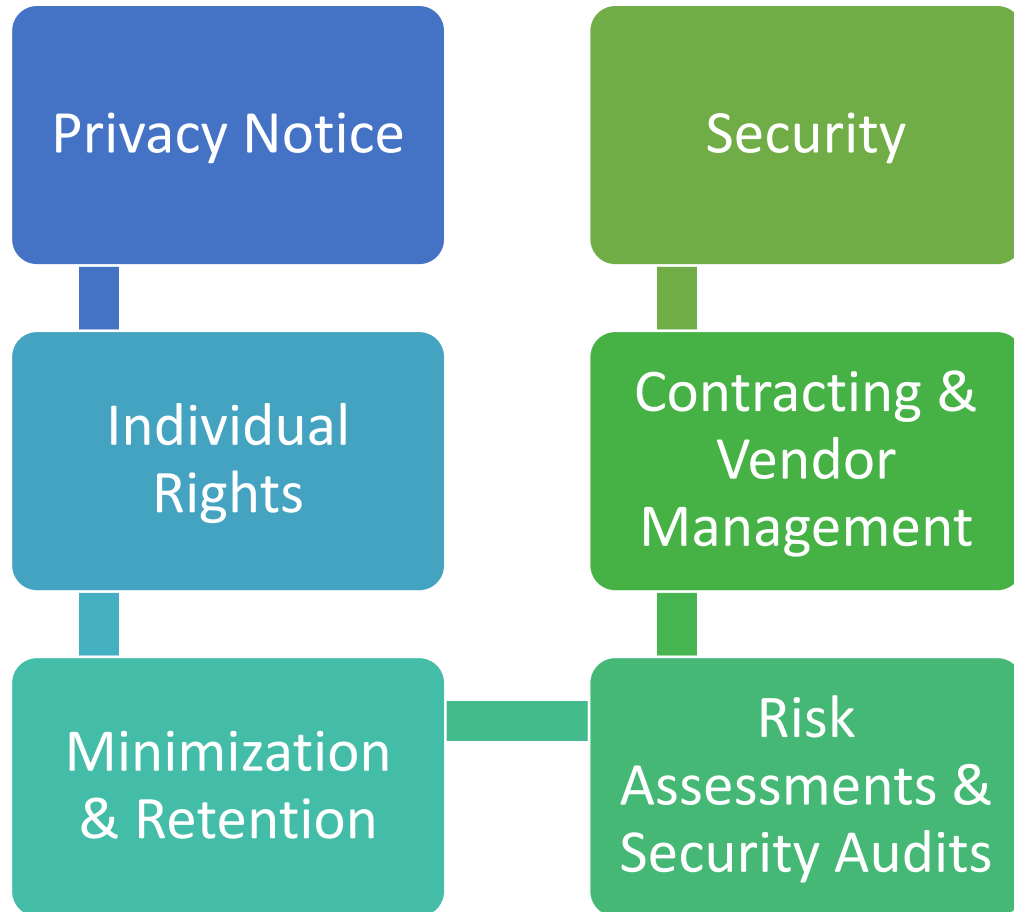 Privacy Notice
Individual
Rights
Minimization
& Retention
Risk
Assessments &
Security Audits
Contracting &
Vendor
Management
Security